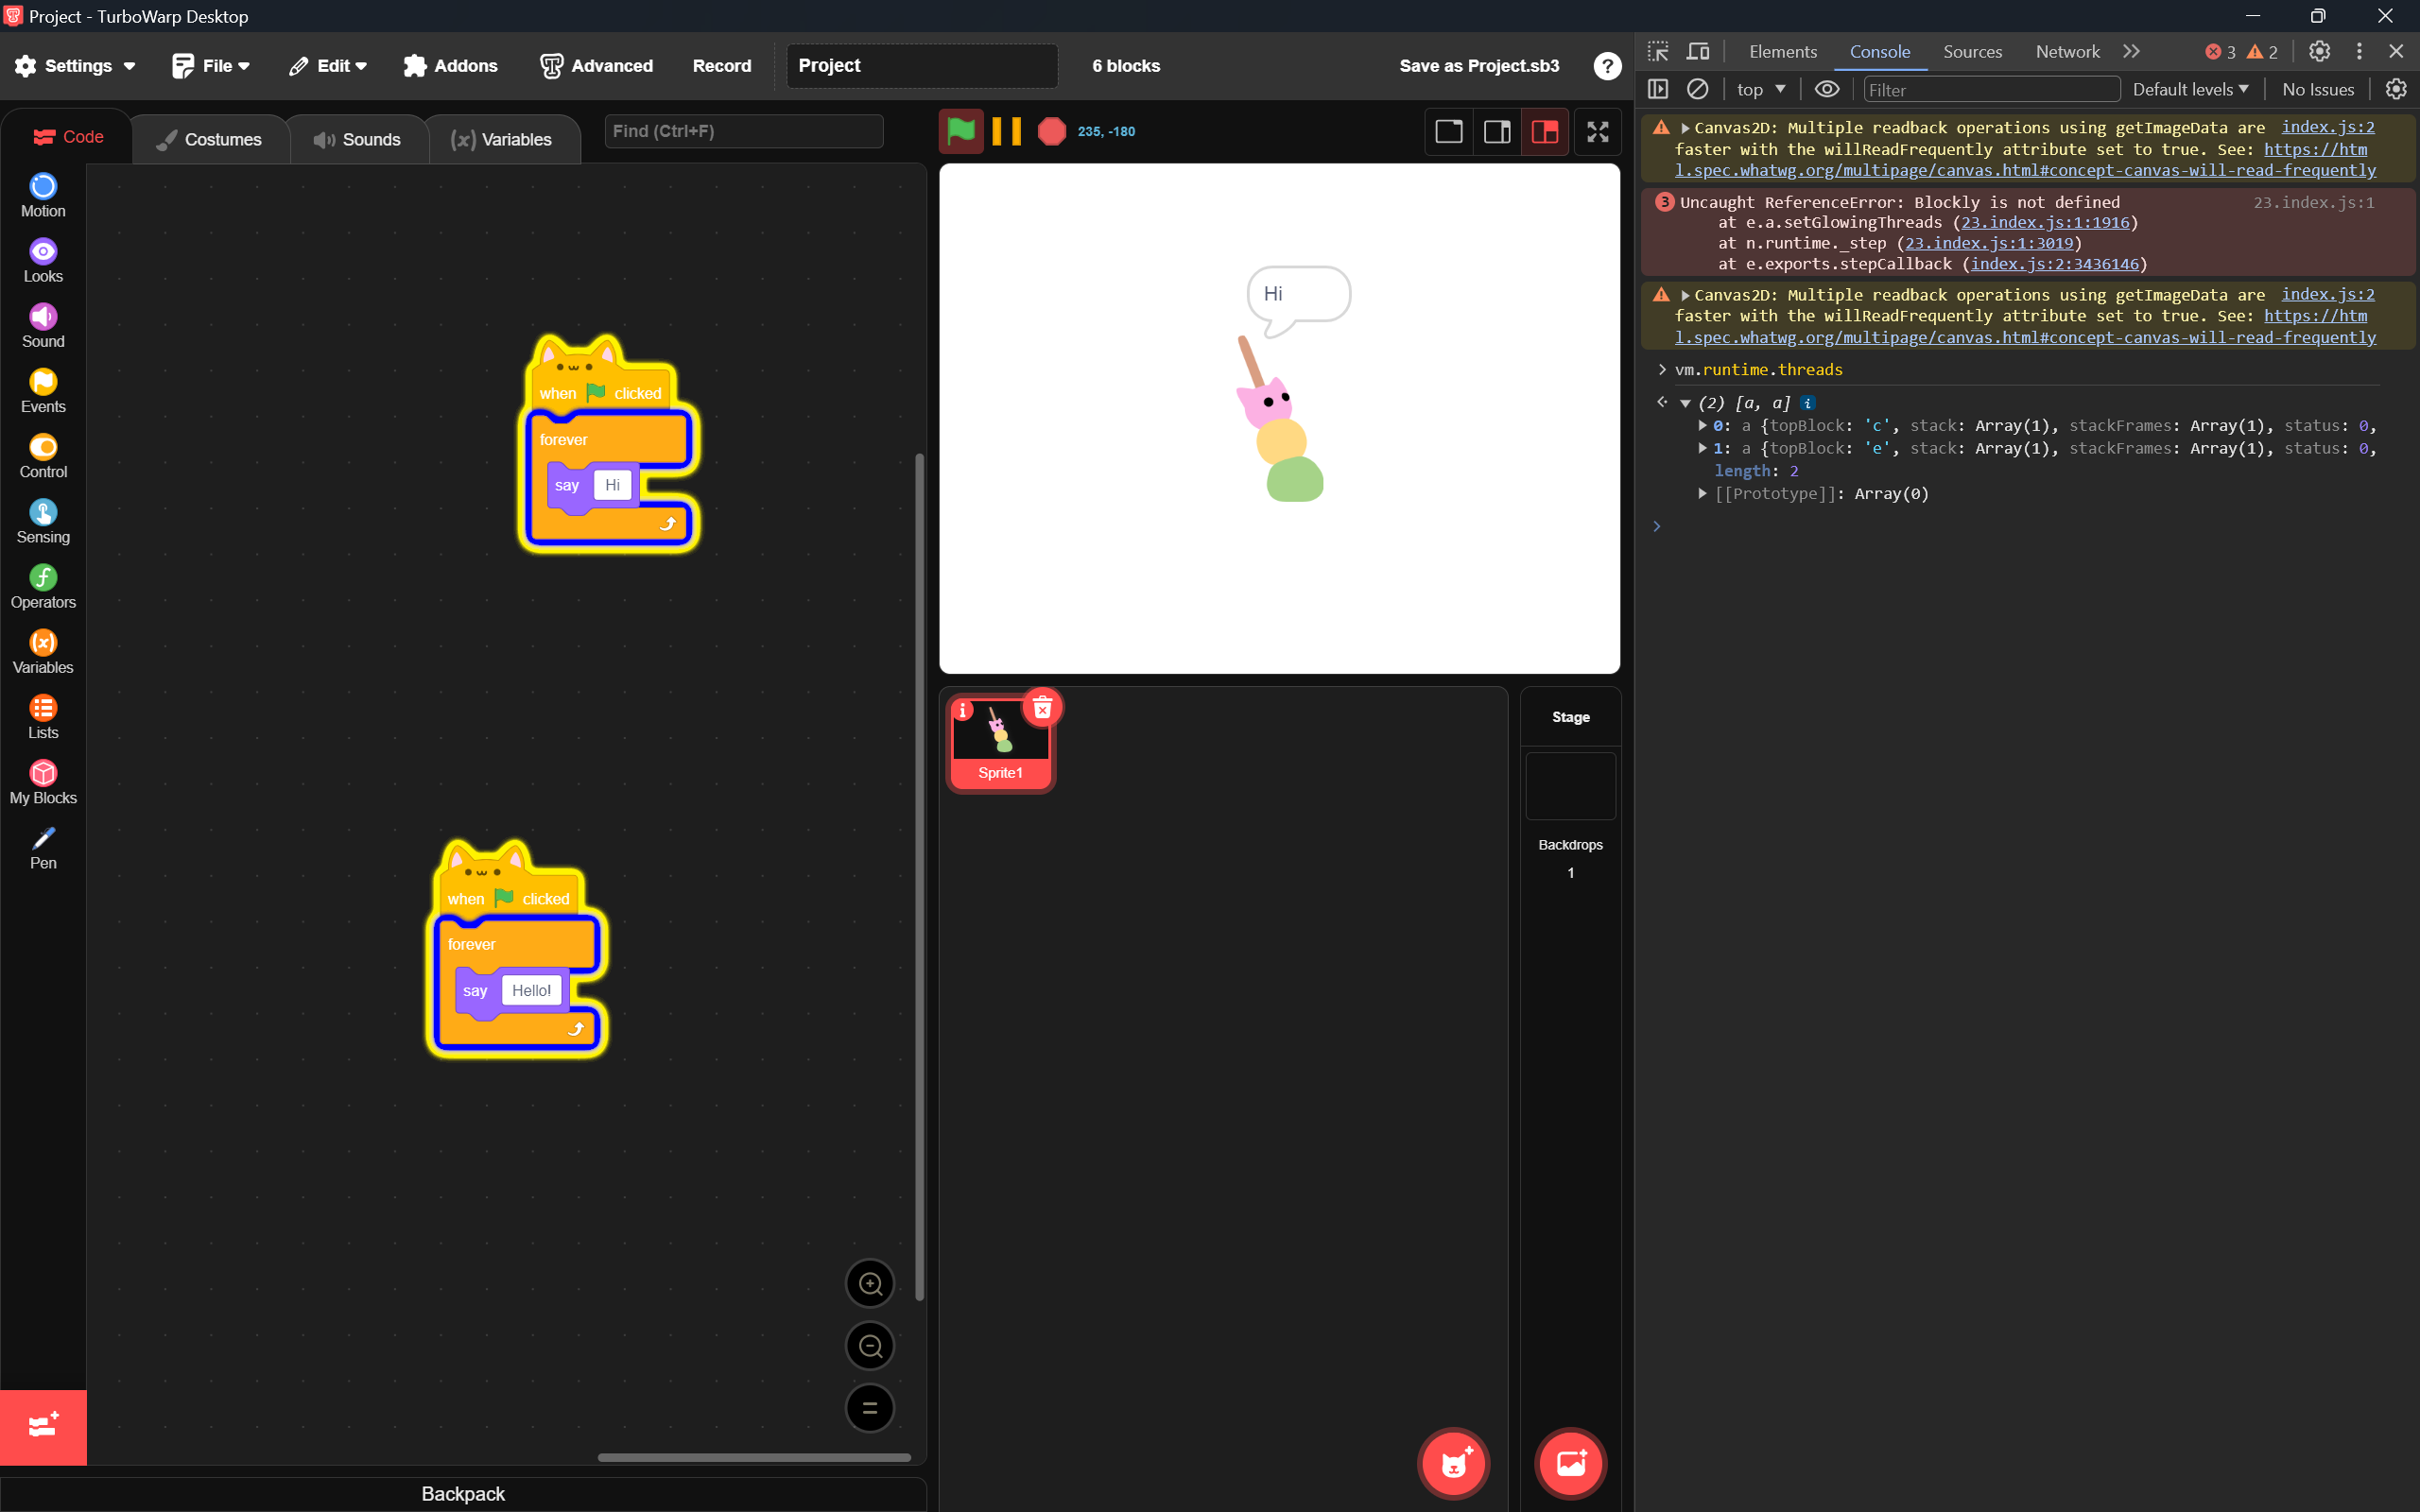 Project - TurboWarp Desktop
Settings File Edit Addons Advanced Record Project 6 blocks Save as Project.sb3 ?
Code Costumes Sounds Variables Find (Ctrl+F)
235, -180
Motion
Looks
Sound
Events
Control
Sensing
Operators
Variables
Lists
My Blocks
Pen
when clicked
forever
say Hi
when clicked
forever
say Hello!
Backpack
Hi
Sprite1
Stage
Backdrops
1
Elements Console Sources Network 3 2
top Filter Default levels No Issues
Canvas2D: Multiple readback operations using getImageData are index.js:2
faster with the willReadFrequently attribute set to true. See: https://htm
l.spec.whatwg.org/multipage/canvas.html#concept-canvas-will-read-frequently
3 Uncaught ReferenceError: Blockly is not defined 23.index.js:1
at e.a.setGlowingThreads (23.index.js:1:1916)
at n.runtime._step (23.index.js:1:3019)
at e.exports.stepCallback (index.js:2:3436146)
Canvas2D: Multiple readback operations using getImageData are index.js:2
faster with the willReadFrequently attribute set to true. See: https://htm
l.spec.whatwg.org/multipage/canvas.html#concept-canvas-will-read-frequently
> vm.runtime.threads
(2) [a, a] i
0: a {topBlock: 'c', stack: Array(1), stackFrames: Array(1), status: 0,
1: a {topBlock: 'e', stack: Array(1), stackFrames: Array(1), status: 0,
length: 2
[[Prototype]]: Array(0)
>